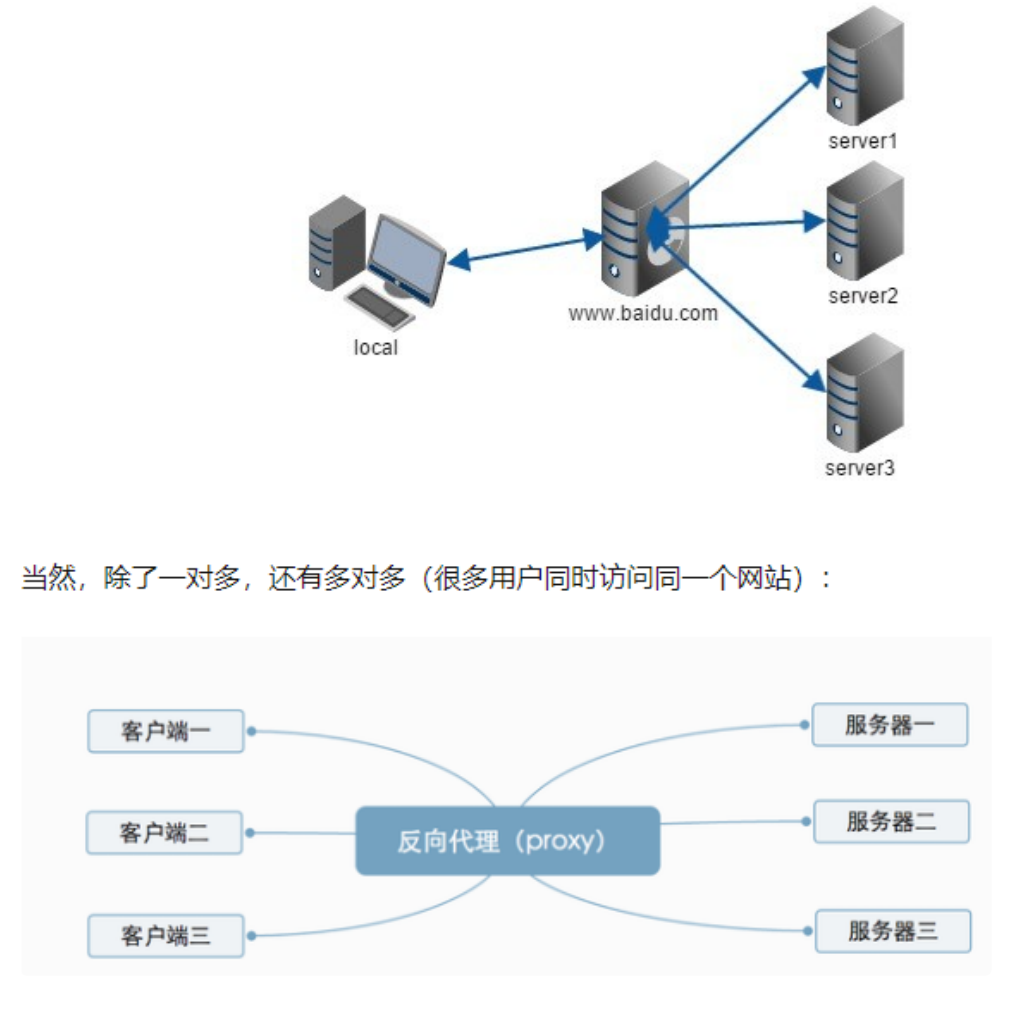 server1
server2
www.baidu.com
local
server3
当然，除了一对多，还有多对多（很多用户同时访问同一个网站）：
客户端一
服务器一
客户端二
反向代理（proxy）
服务器二
客户端三
服务器三